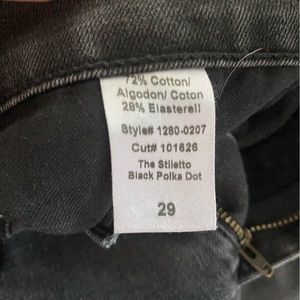 72% Cotton/
Algodon/ Coton
28% Elasterell
Style# 1280-0207
Cut# 101626
The Stiletto
Black Polka Dot
29